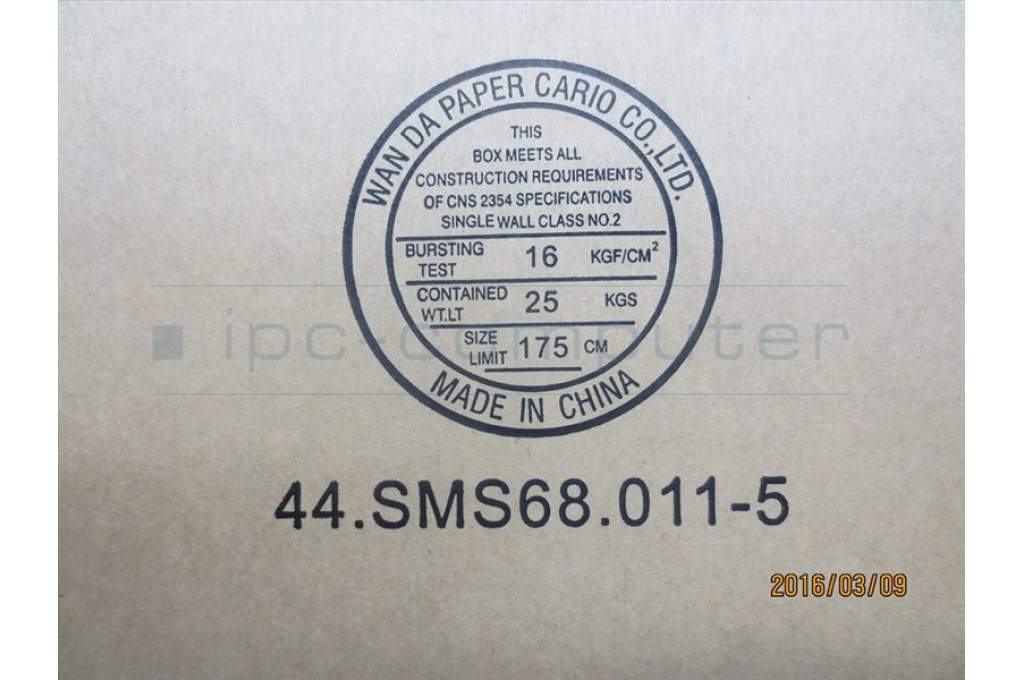 WAN DA PAPER CARIO CO.,LTD.
THIS
BOX MEETS ALL
CONSTRUCTION REQUIREMENTS
OF CNS 2354 SPECIFICATIONS
SINGLE WALL CLASS NO.2
BURSTING TEST 16 KGF/CM²
CONTAINED WT.LT 25 KGS
SIZE LIMIT 175 CM
MADE IN CHINA
ipc-computer
44.SMS68.011-5
2016/03/09